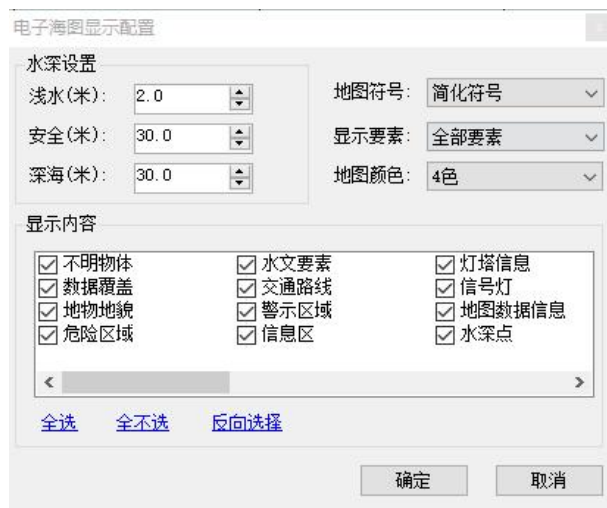 电子海图显示配置
水深设置
浅水(米): 2.0
地图符号: 简化符号
安全(米): 30.0
显示要素: 全部要素
深海(米): 30.0
地图颜色: 4色
显示内容
不明物体 水文要素 灯塔信息
数据覆盖 交通路线 信号灯
地物地貌 警示区域 地图数据信息
危险区域 信息区 水深点
全选 全不选 反向选择
确定 取消